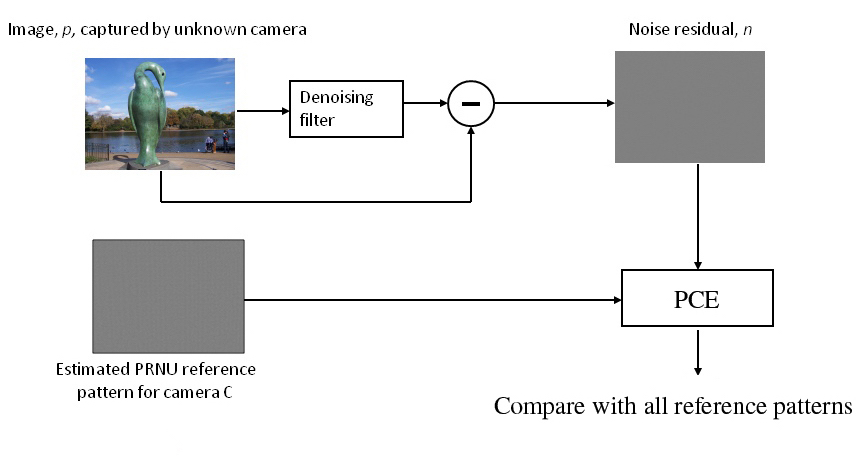 Image, p, captured by unknown camera
Noise residual, n
Denoising
filter
PCE
Estimated PRNU reference
pattern for camera C
Compare with all reference patterns